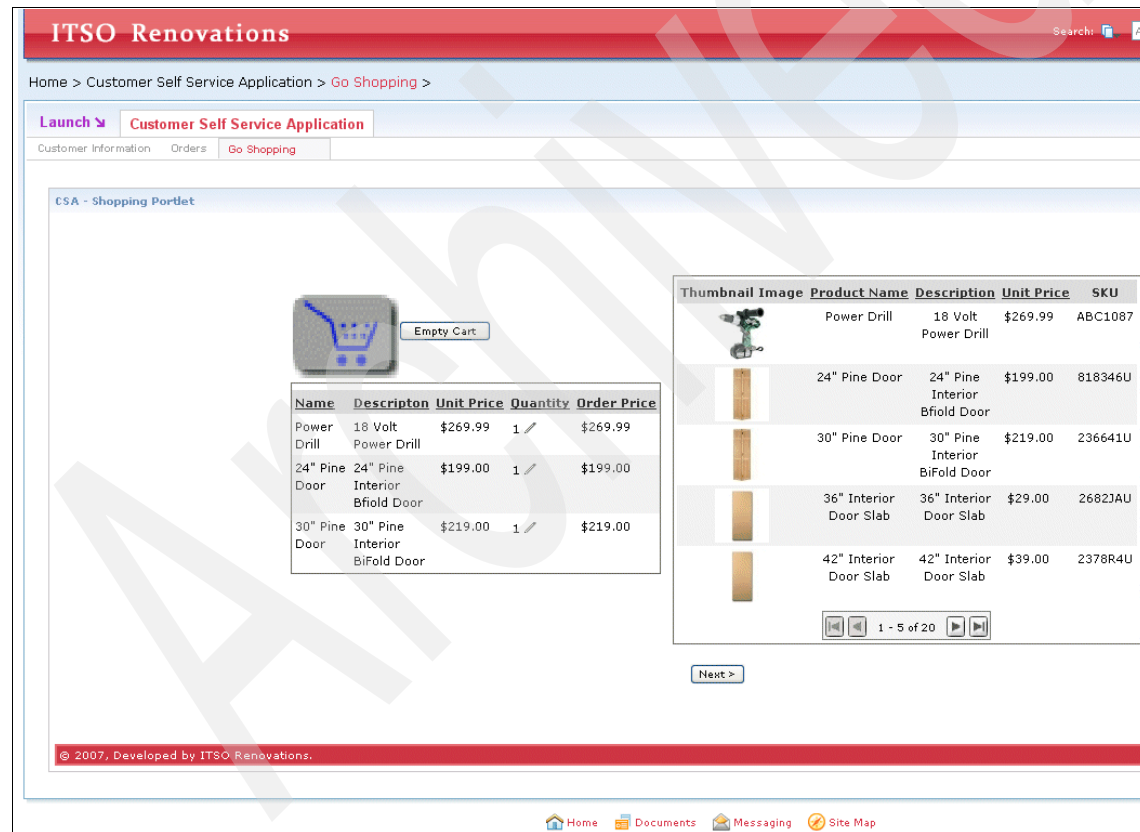 ITSO Renovations
Search:
Home > Customer Self Service Application > Go Shopping >
Launch Customer Self Service Application
Customer Information Orders Go Shopping
CSA - Shopping Portlet
Empty Cart
Name Descripton Unit Price Quantity Order Price
Power 18 Volt $269.99 1 $269.99
Drill Power Drill
24" Pine 24" Pine $199.00 1 $199.00
Door Interior
Bfiold Door
30" Pine 30" Pine $219.00 1 $219.00
Door Interior
BiFold Door
Thumbnail Image Product Name Description Unit Price SKU
Power Drill 18 Volt $269.99 ABC1087
Power Drill
24" Pine Door 24" Pine $199.00 818346U
Interior
Bfiold Door
30" Pine Door 30" Pine $219.00 236641U
Interior
BiFold Door
36" Interior 36" Interior $29.00 2682JAU
Door Slab Door Slab
42" Interior 42" Interior $39.00 2378R4U
Door Slab Door Slab
1 - 5 of 20
Next >
© 2007, Developed by ITSO Renovations.
Home Documents Messaging Site Map